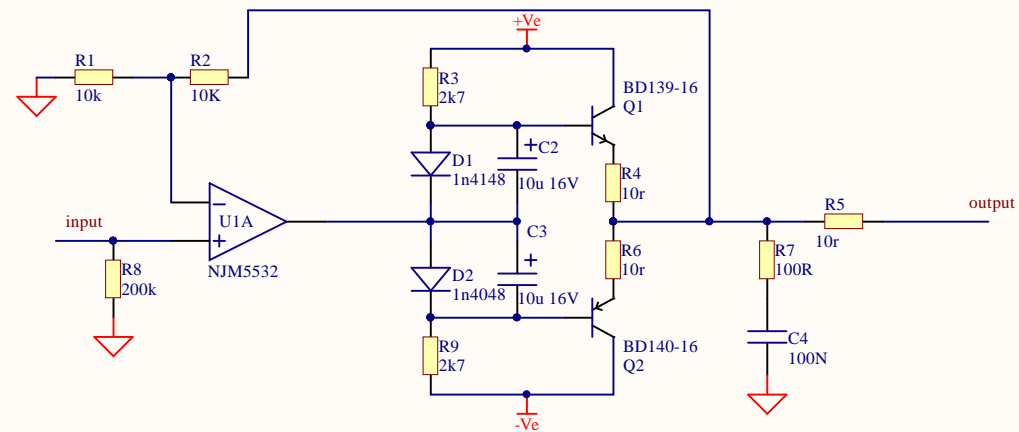 +Ve
R1
10k
R2
10K
R3
2k7
BD139-16
Q1
+
C2
D1
1n4148
10u 16V
R4
10r
input
−
U1A
+
NJM5532
R8
200k
C3
+
D2
1n4048
10u 16V
R6
10r
R5
10r
output
R7
100R
R9
2k7
BD140-16
Q2
C4
100N
-Ve